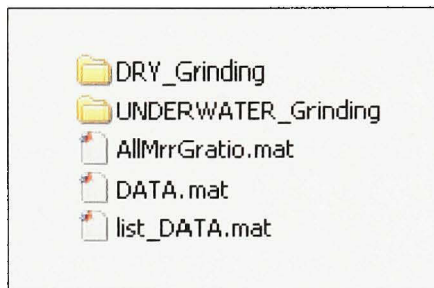 DRY_Grinding
UNDERWATER_Grinding
AllMrrGratio.mat
DATA.mat
list_DATA.mat